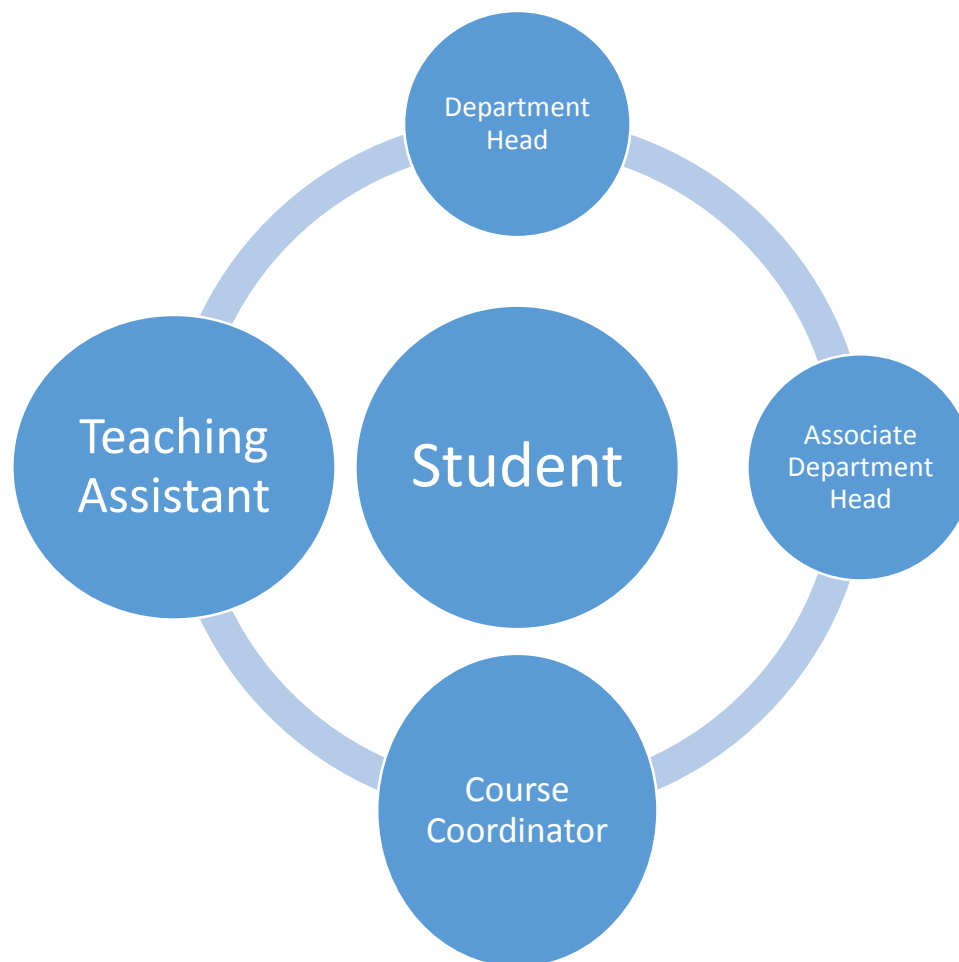 Department
Head
Teaching
Assistant
Student
Associate
Department
Head
Course
Coordinator